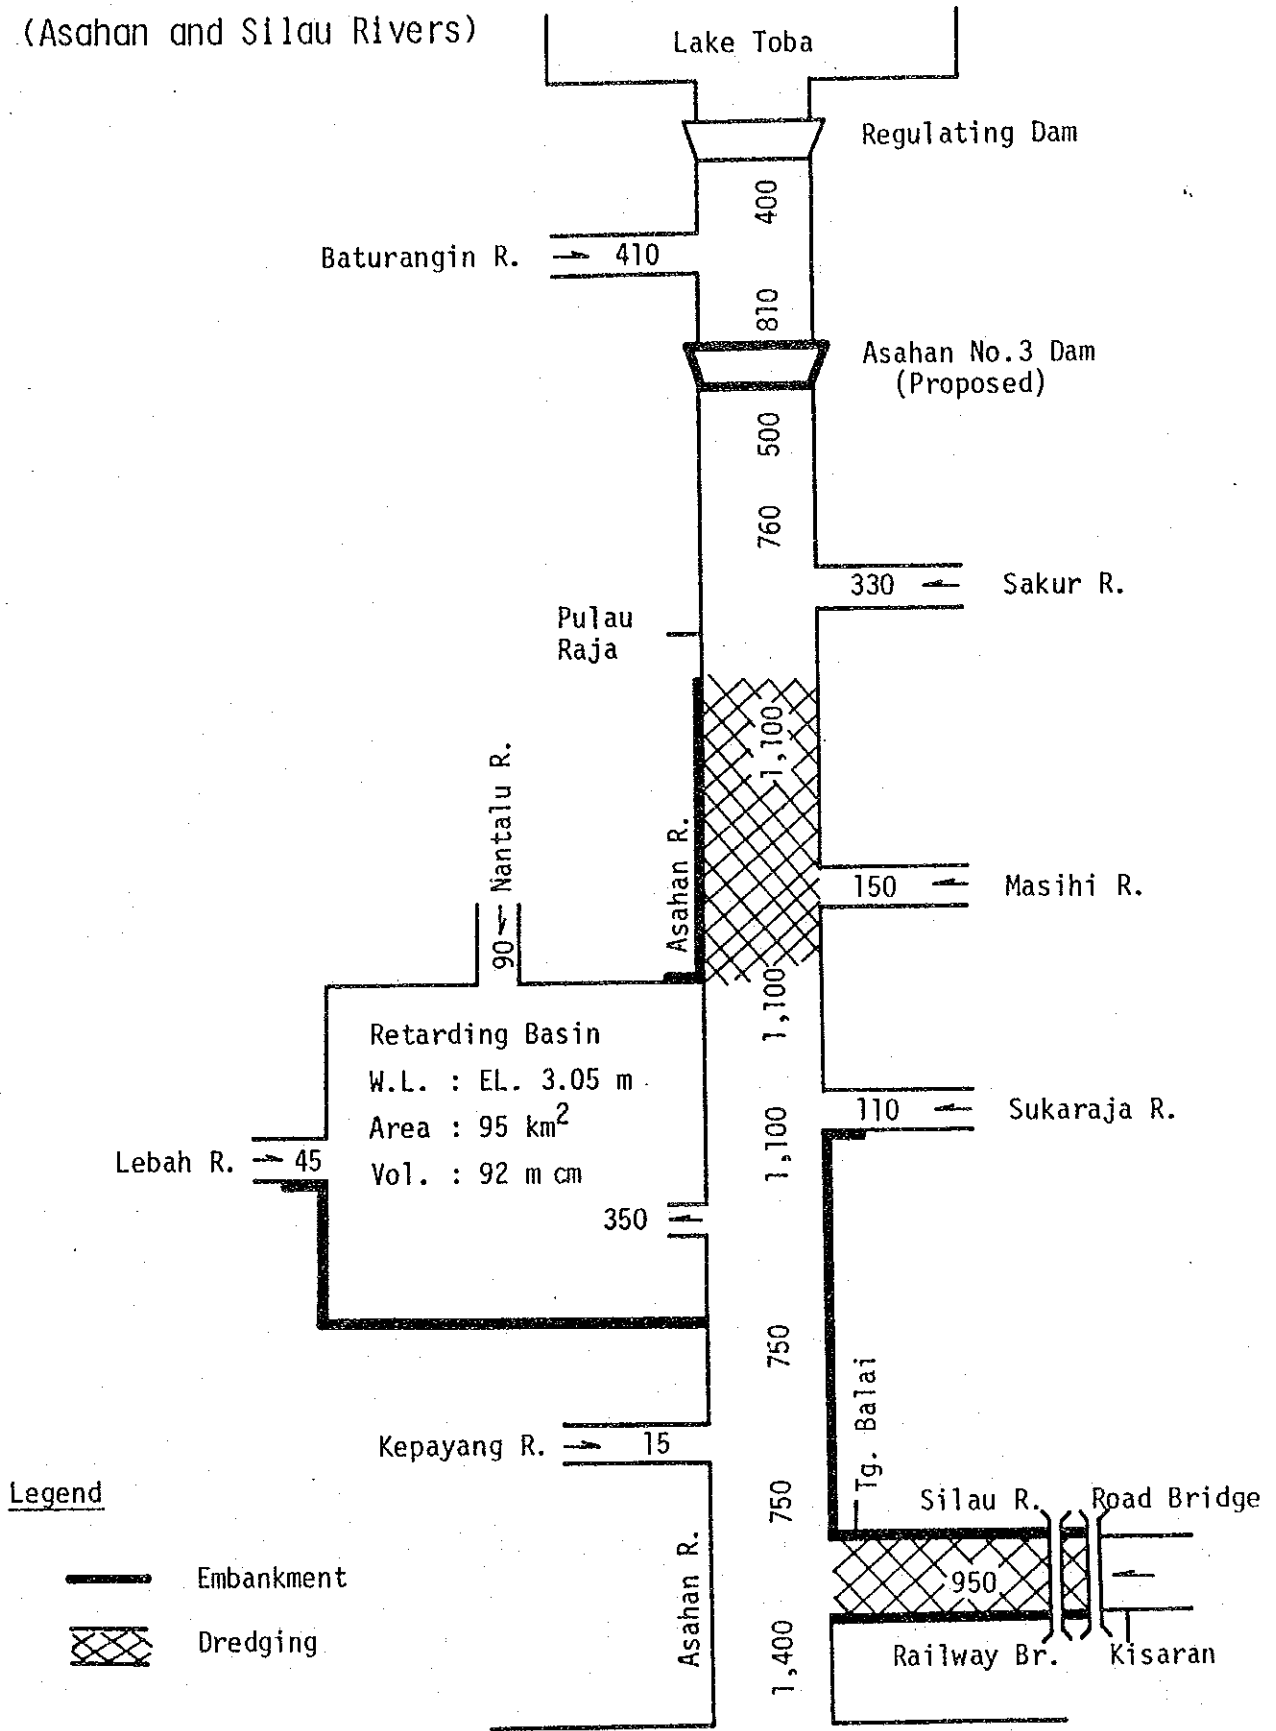 (Asahan and Silau Rivers)
Lake Toba
Regulating Dam
400
Baturangin R.
410
810
Asahan No.3 Dam
(Proposed)
500
760
330
Sakur R.
Pulau
Raja
1,100
Nantalu R.
90
Asahan R.
150
Masihi R.
1,100
Retarding Basin
W.L. : EL. 3.05 m
Area : 95 km²
Vol. : 92 m cm
110
Sukaraja R.
1,100
Lebah R.
45
350
750
Tg. Balai
Kepayang R.
15
Legend
750
Silau R.
Road Bridge
Embankment
Asahan R.
950
Dredging
1,400
Railway Br.
Kisaran